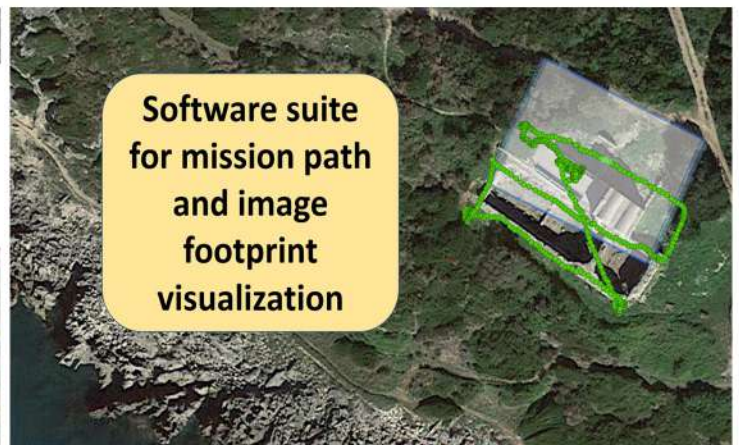 Software suite
for mission path
and image
footprint
visualization